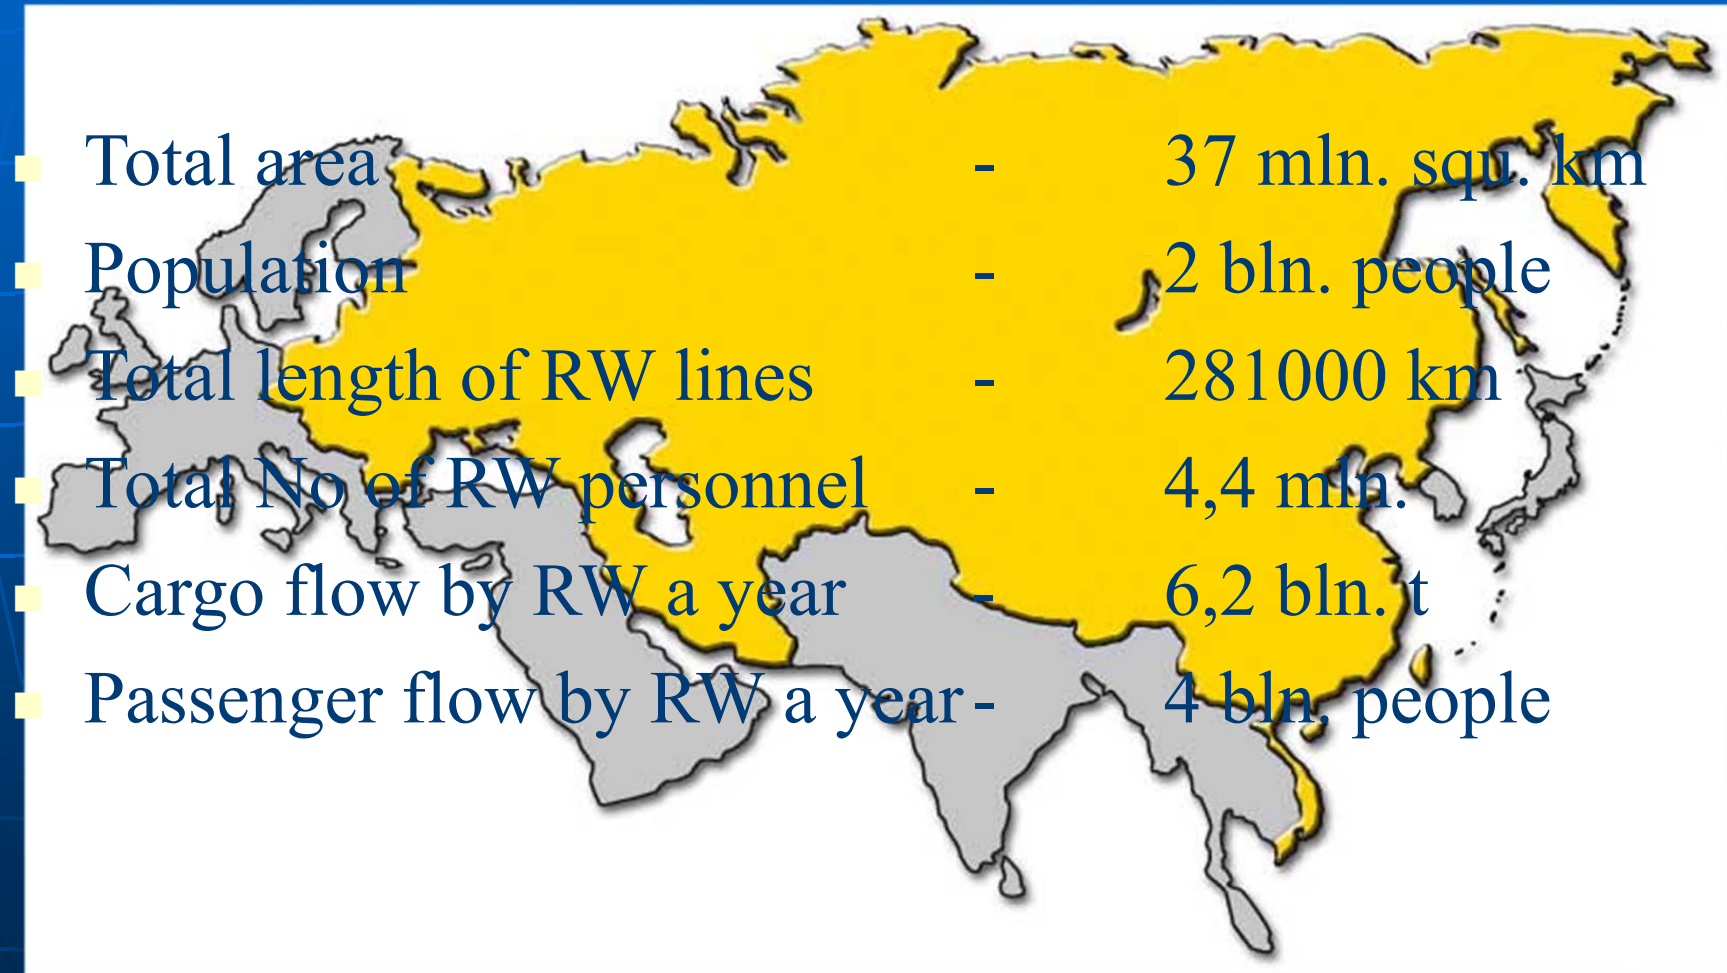 Total area - 37 mln. squ. km
Population - 2 bln. people
Total length of RW lines - 281000 km
Total No of RW personnel - 4,4 mln.
Cargo flow by RW a year - 6,2 bln. t
Passenger flow by RW a year - 4 bln. people